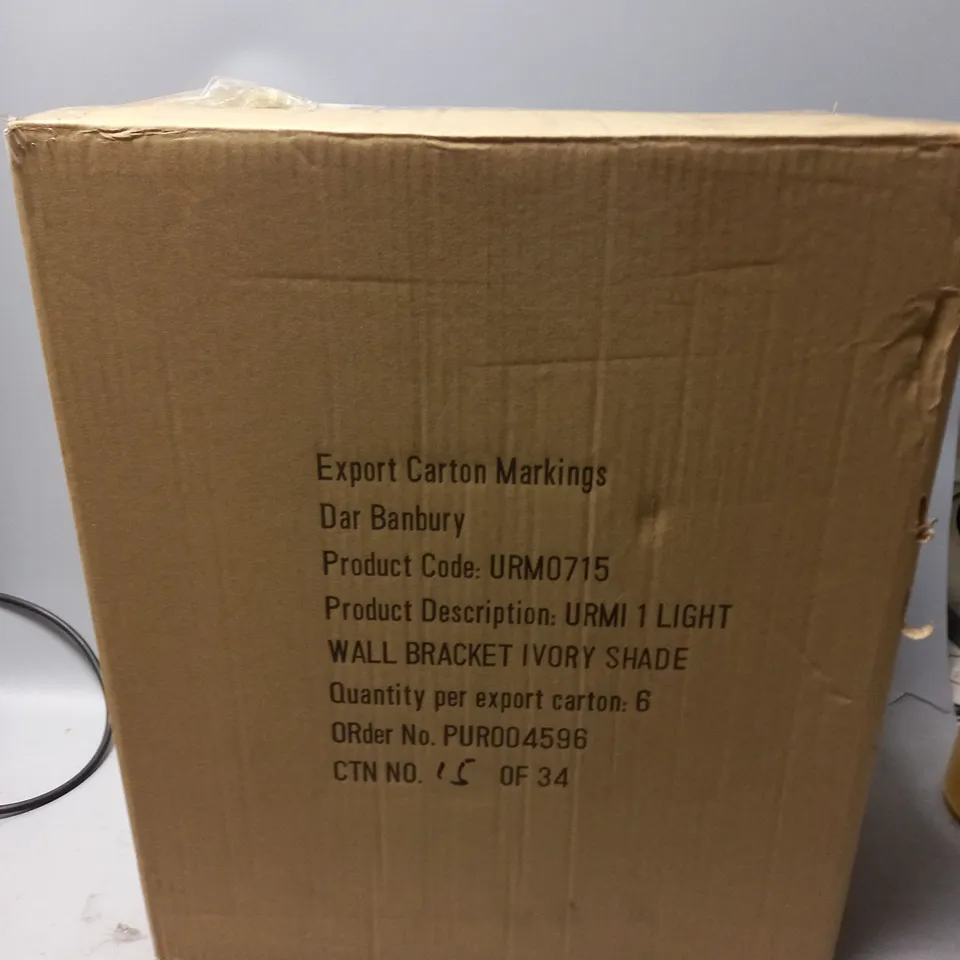 Export Carton Markings
Dar Banbury
Product Code: URM0715
Product Description: URMI 1 LIGHT
WALL BRACKET IVORY SHADE
Quantity per export carton: 6
ORder No. PUR004596
CTN NO. 15 OF 34